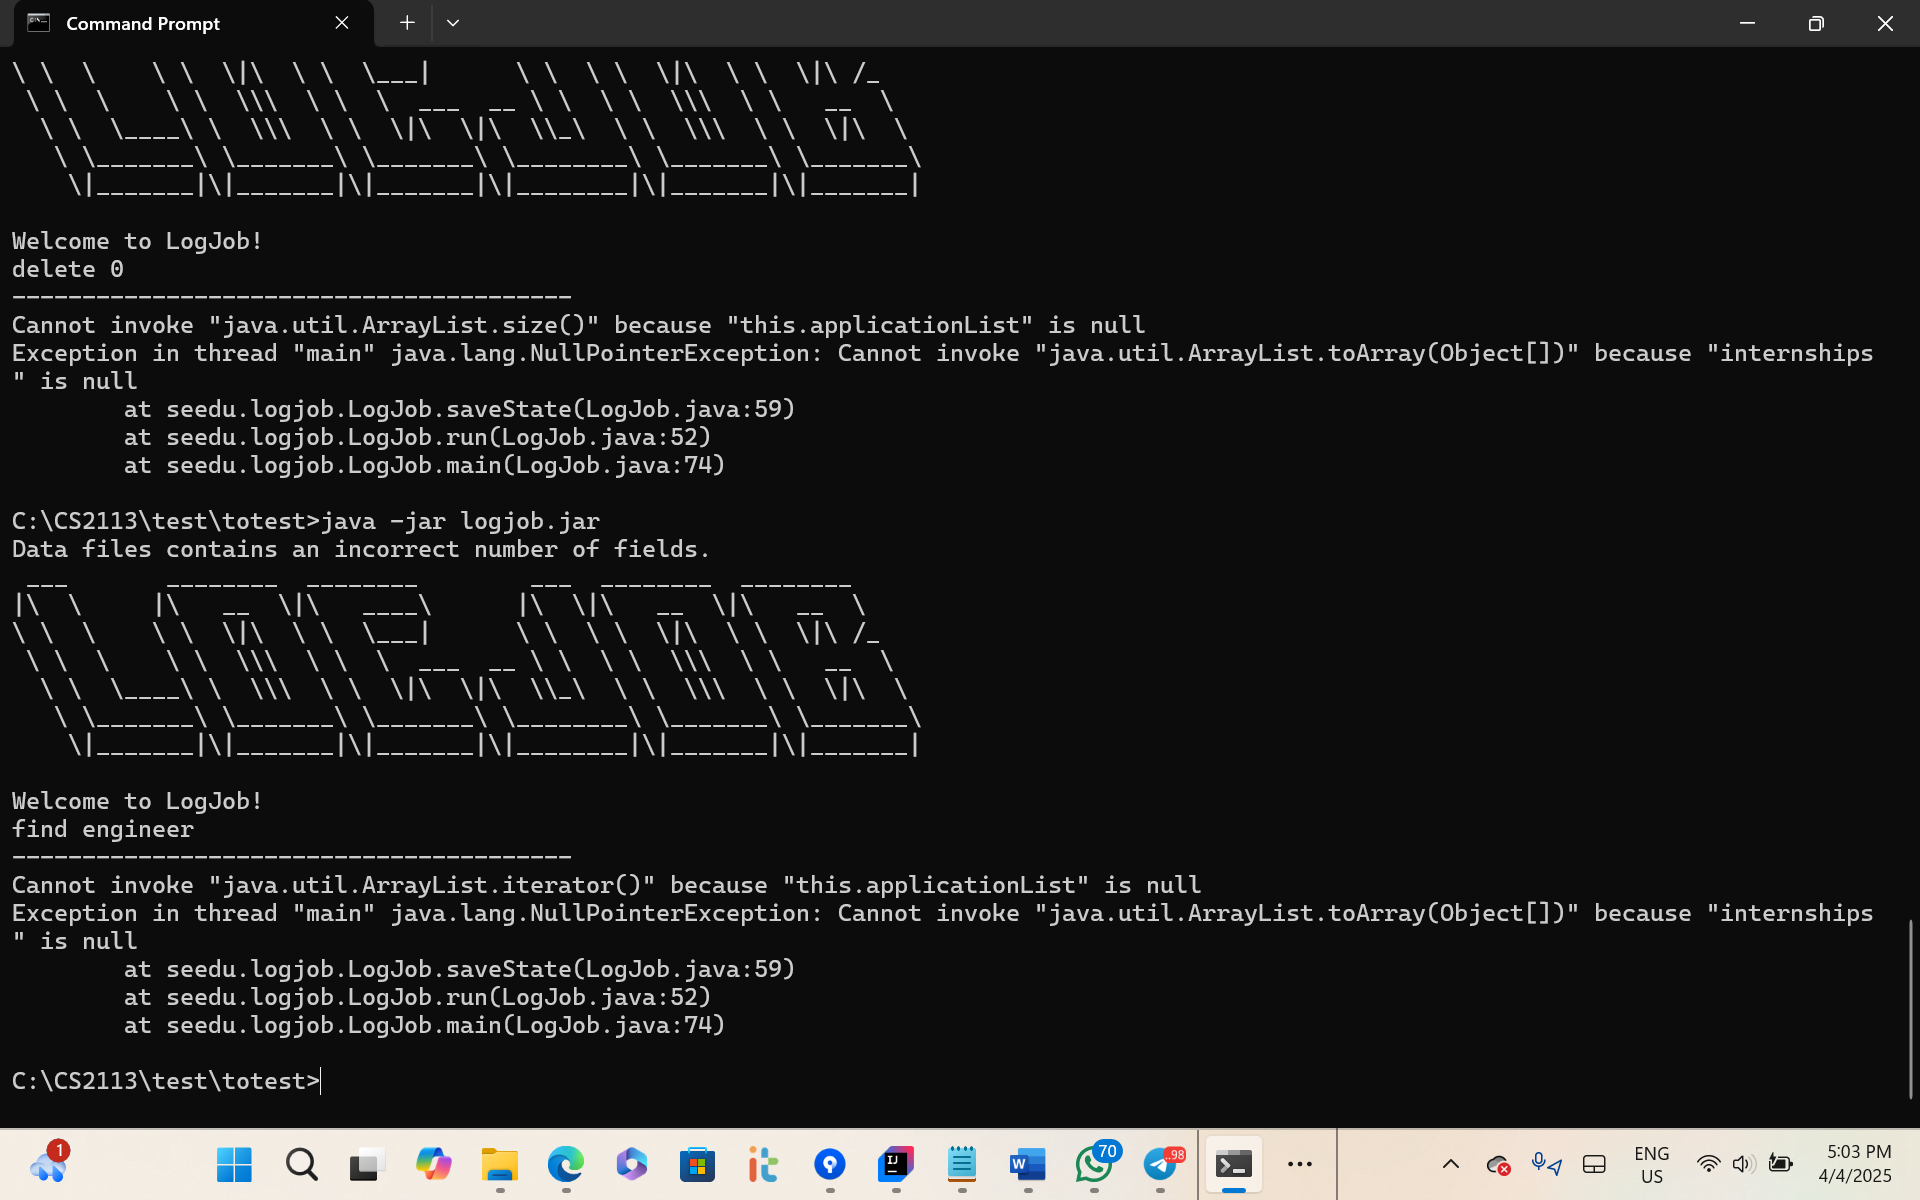 Command Prompt
\ \  \    \ \  \|\  \ \  \___|      \ \  \ \  \|\  \ \  \|\ /_
 \ \  \    \ \  \\\  \ \  \  ___  __ \ \  \ \  \\\  \ \   __  \
  \ \  \____\ \  \\\  \ \  \|\  \|\  \\_\  \ \  \\\  \ \  \|\  \
   \ \_______\ \_______\ \_______\ \________\ \_______\ \_______\
    \|_______|\|_______|\|_______|\|________|\|_______|\|_______|
Welcome to LogJob!
delete 0
----------------------------------------
Cannot invoke "java.util.ArrayList.size()" because "this.applicationList" is null
Exception in thread "main" java.lang.NullPointerException: Cannot invoke "java.util.ArrayList.toArray(Object[])" because "internships
" is null
        at seedu.logjob.LogJob.saveState(LogJob.java:59)
        at seedu.logjob.LogJob.run(LogJob.java:52)
        at seedu.logjob.LogJob.main(LogJob.java:74)
C:\CS2113\test\totest>java -jar logjob.jar
Data files contains an incorrect number of fields.
 ___       ________  ________        ___  ________  ________
|\  \     |\   __  \|\   ____\      |\  \|\   __  \|\   __  \
\ \  \    \ \  \|\  \ \  \___|      \ \  \ \  \|\  \ \  \|\ /_
 \ \  \    \ \  \\\  \ \  \  ___  __ \ \  \ \  \\\  \ \   __  \
  \ \  \____\ \  \\\  \ \  \|\  \|\  \\_\  \ \  \\\  \ \  \|\  \
   \ \_______\ \_______\ \_______\ \________\ \_______\ \_______\
    \|_______|\|_______|\|_______|\|________|\|_______|\|_______|
Welcome to LogJob!
find engineer
----------------------------------------
Cannot invoke "java.util.ArrayList.iterator()" because "this.applicationList" is null
Exception in thread "main" java.lang.NullPointerException: Cannot invoke "java.util.ArrayList.toArray(Object[])" because "internships
" is null
        at seedu.logjob.LogJob.saveState(LogJob.java:59)
        at seedu.logjob.LogJob.run(LogJob.java:52)
        at seedu.logjob.LogJob.main(LogJob.java:74)
C:\CS2113\test\totest>
1
it
IJ
W
70
..98
ENG
US
5:03 PM
4/4/2025